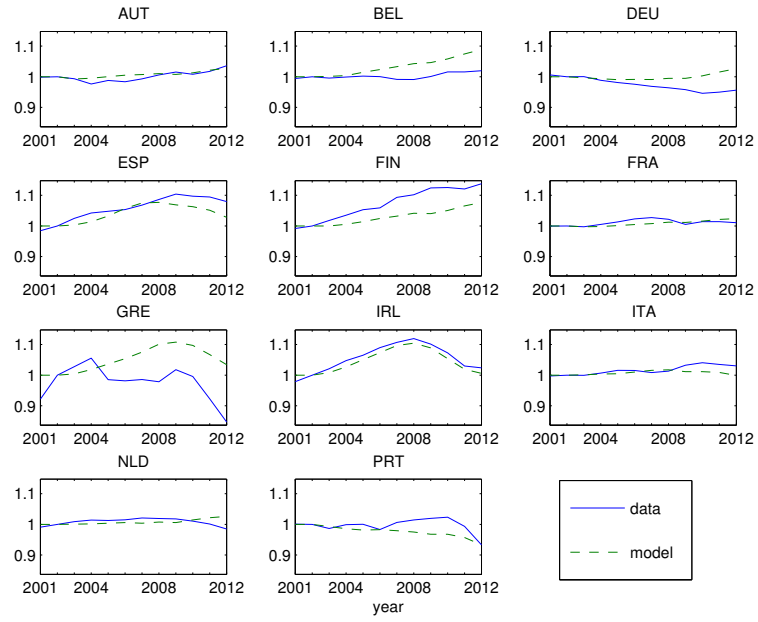 AUT BEL DEU
1.1 1.1 1.1
1 1 1
0.9 0.9 0.9
2001 2004 2008 2012 2001 2004 2008 2012 2001 2004 2008 2012
ESP FIN FRA
1.1 1.1 1.1
1 1 1
0.9 0.9 0.9
2001 2004 2008 2012 2001 2004 2008 2012 2001 2004 2008 2012
GRE IRL ITA
1.1 1.1 1.1
1 1 1
0.9 0.9 0.9
2001 2004 2008 2012 2001 2004 2008 2012 2001 2004 2008 2012
NLD PRT
1.1 1.1
1 1
0.9 0.9
2001 2004 2008 2012 2001 2004 2008 2012
year
data
model